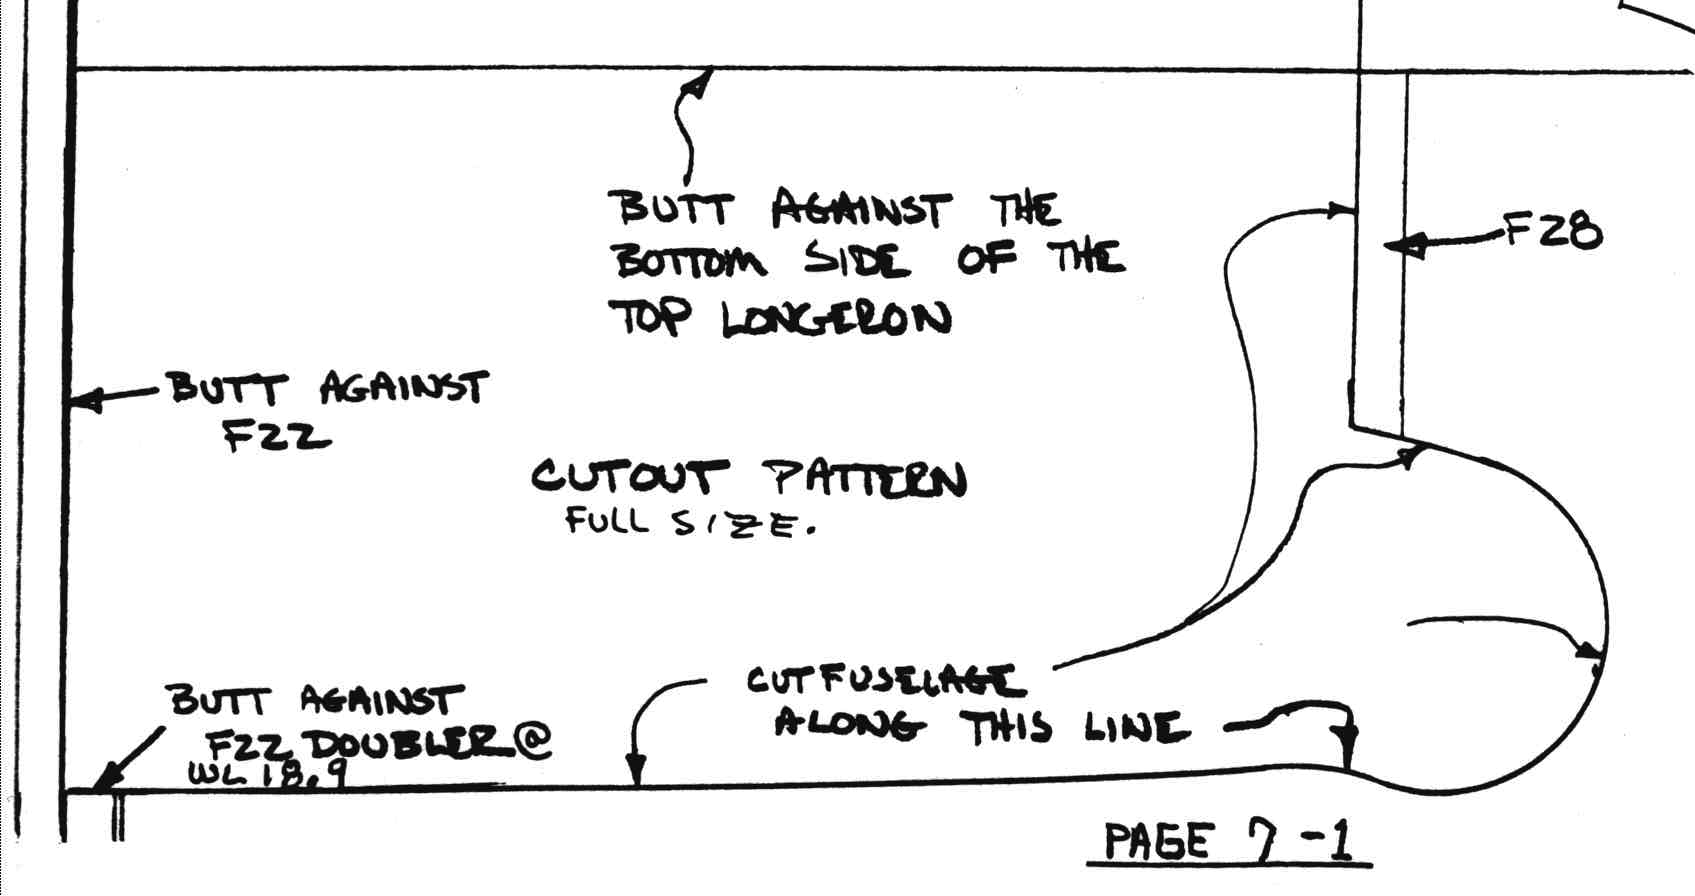 BUTT AGAINST THE
BOTTOM SIDE OF THE
TOP LONGERON
F28
BUTT AGAINST
F22
CUTOUT PATTERN
FULL SIZE.
BUTT AGAINST
F22 DOUBLER @
WL 18.9
CUT FUSELAGE
ALONG THIS LINE
PAGE 7-1